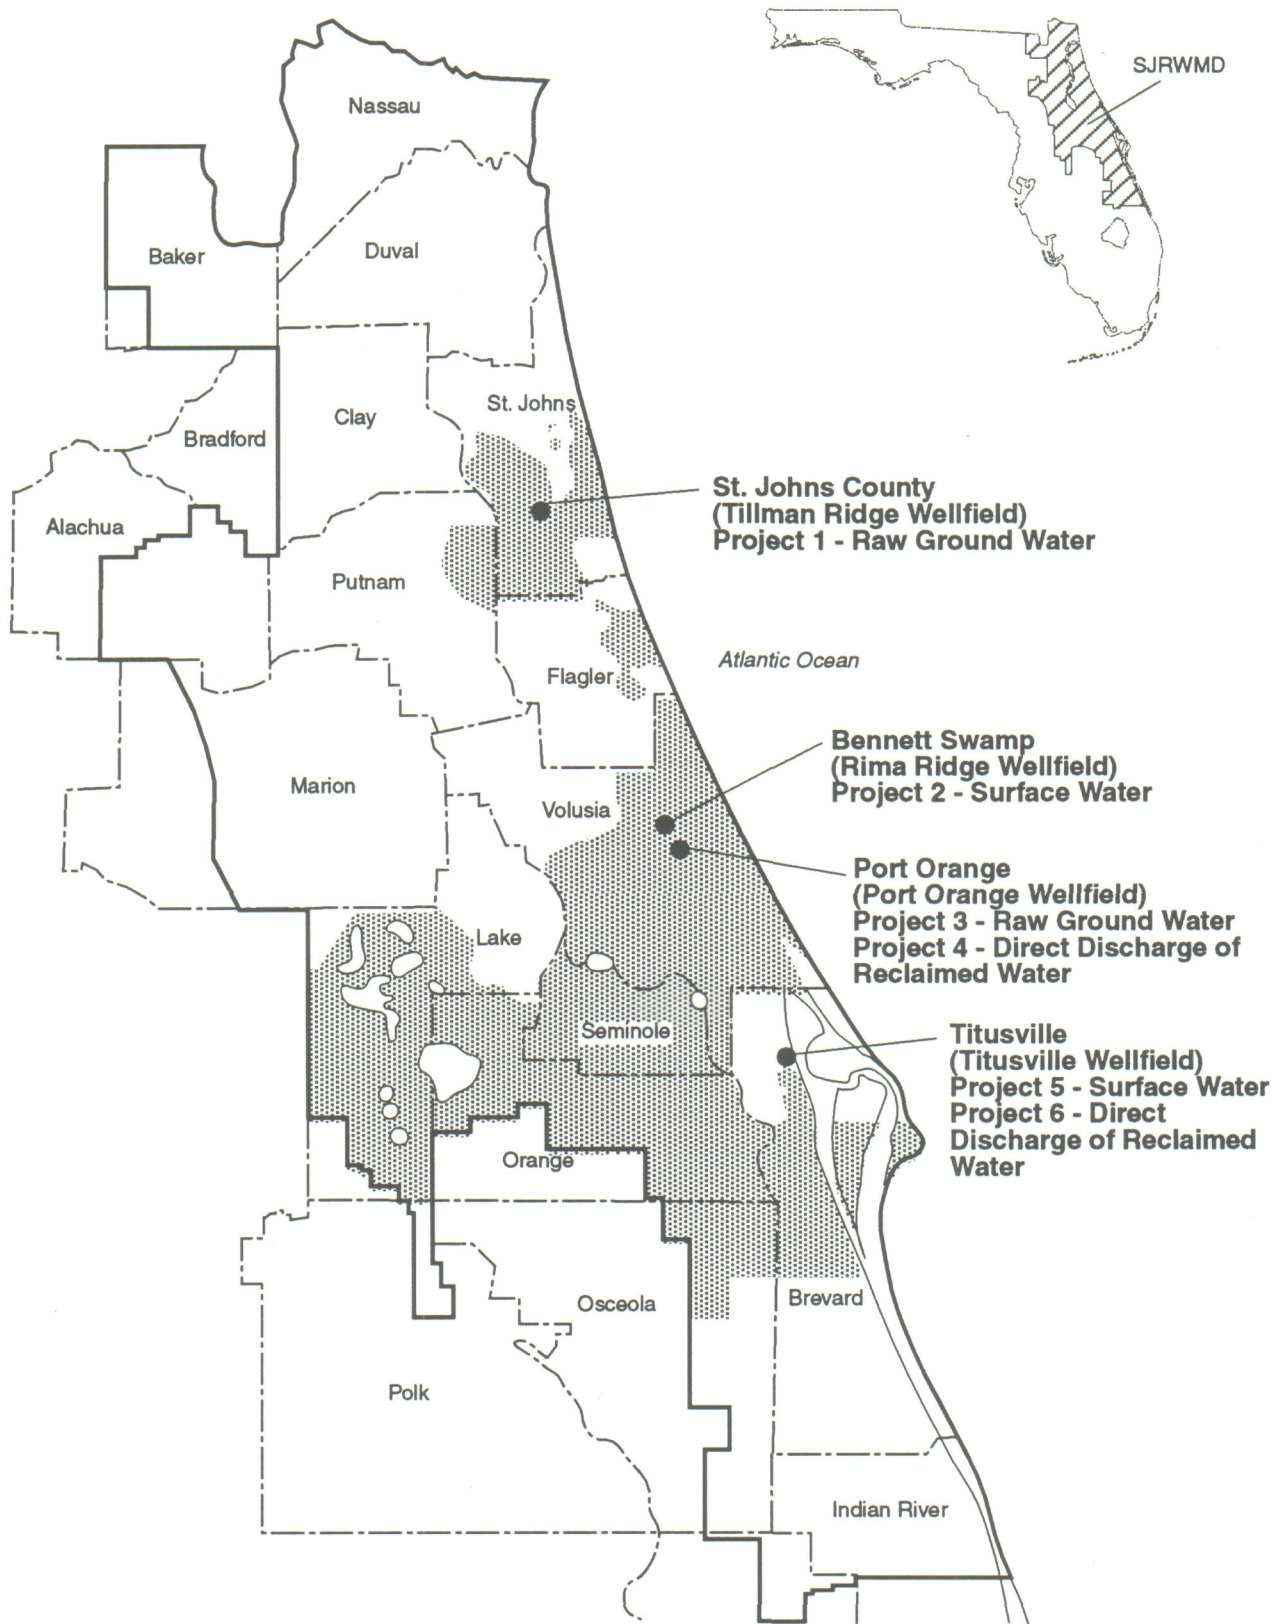 SJRWMD
Nassau
Baker
Duval
St. Johns
Clay
Bradford
St. Johns County
(Tillman Ridge Wellfield)
Project 1 - Raw Ground Water
Alachua
Putnam
Atlantic Ocean
Flagler
Bennett Swamp
(Rima Ridge Wellfield)
Project 2 - Surface Water
Marion
Volusia
Port Orange
(Port Orange Wellfield)
Project 3 - Raw Ground Water
Project 4 - Direct Discharge of
Reclaimed Water
Lake
Seminole
Titusville
(Titusville Wellfield)
Project 5 - Surface Water
Project 6 - Direct
Discharge of Reclaimed
Water
Orange
Osceola
Brevard
Polk
Indian River